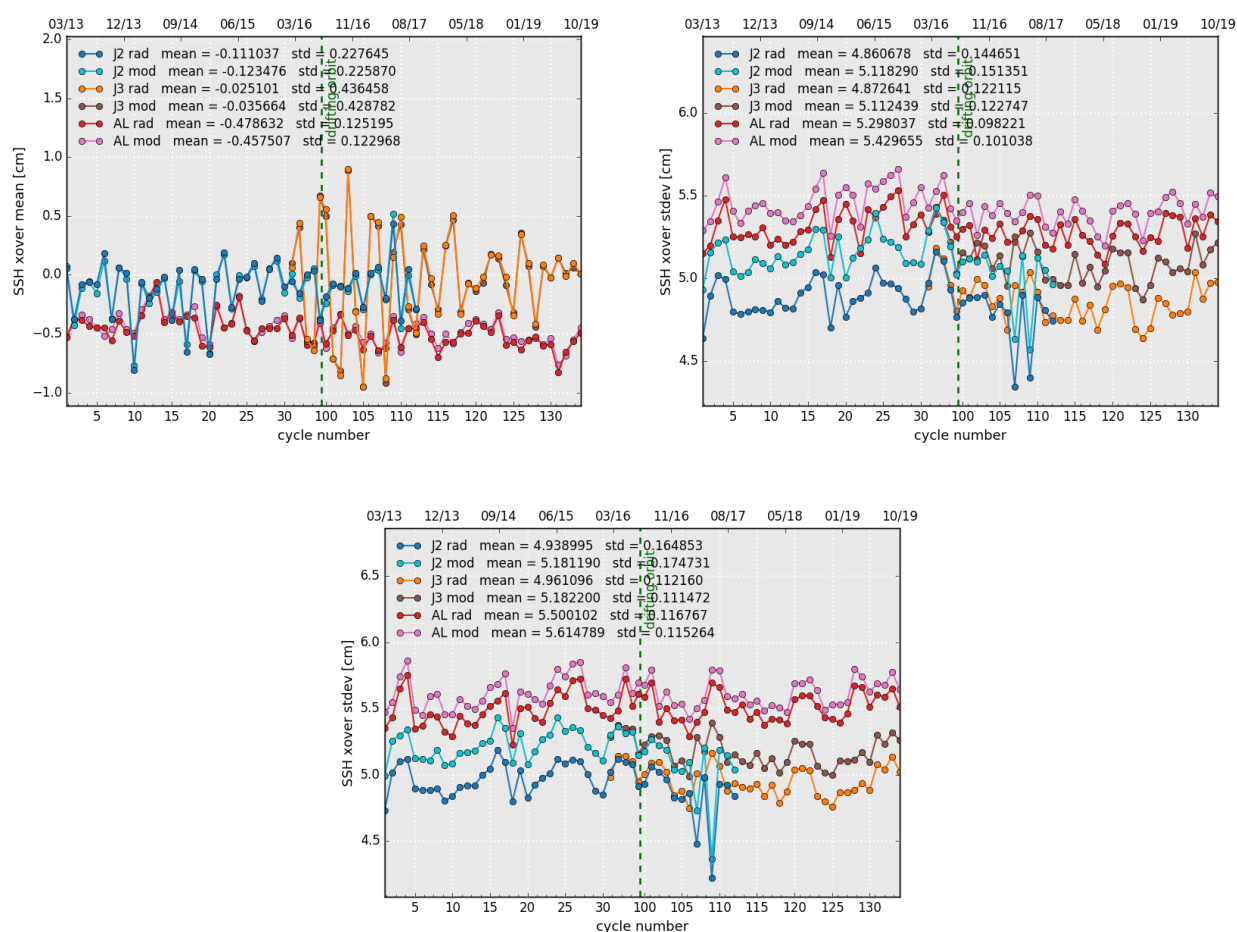 03/13 12/13 09/14 06/15 03/16 11/16 08/17 05/18 01/19 10/19
2.0
1.5
1.0
0.5
0.0
−0.5
−1.0
SSH xover mean [cm]
J2 rad mean = -0.111037 std = 0.227645
J2 mod mean = -0.123476 std = 0.225870
J3 rad mean = -0.025101 std = 0.436458
J3 mod mean = -0.035664 std = 0.428782
AL rad mean = -0.478632 std = 0.125195
AL mod mean = -0.457507 std = 0.122968
drifting orbit
5 10 15 20 25 30 100 105 110 115 120 125 130
cycle number
03/13 12/13 09/14 06/15 03/16 11/16 08/17 05/18 01/19 10/19
6.0
5.5
5.0
4.5
SSH xover stdev [cm]
J2 rad mean = 4.860678 std = 0.144651
J2 mod mean = 5.118290 std = 0.151351
J3 rad mean = 4.872641 std = 0.122115
J3 mod mean = 5.112439 std = 0.122747
AL rad mean = 5.298037 std = 0.098221
AL mod mean = 5.429655 std = 0.101038
drifting orbit
5 10 15 20 25 30 100 105 110 115 120 125 130
cycle number
03/13 12/13 09/14 06/15 03/16 11/16 08/17 05/18 01/19 10/19
6.5
6.0
5.5
5.0
4.5
SSH xover stdev [cm]
J2 rad mean = 4.938995 std = 0.164853
J2 mod mean = 5.181190 std = 0.174731
J3 rad mean = 4.961096 std = 0.112160
J3 mod mean = 5.182200 std = 0.111472
AL rad mean = 5.500102 std = 0.116767
AL mod mean = 5.614789 std = 0.115264
drifting orbit
5 10 15 20 25 30 100 105 110 115 120 125 130
cycle number